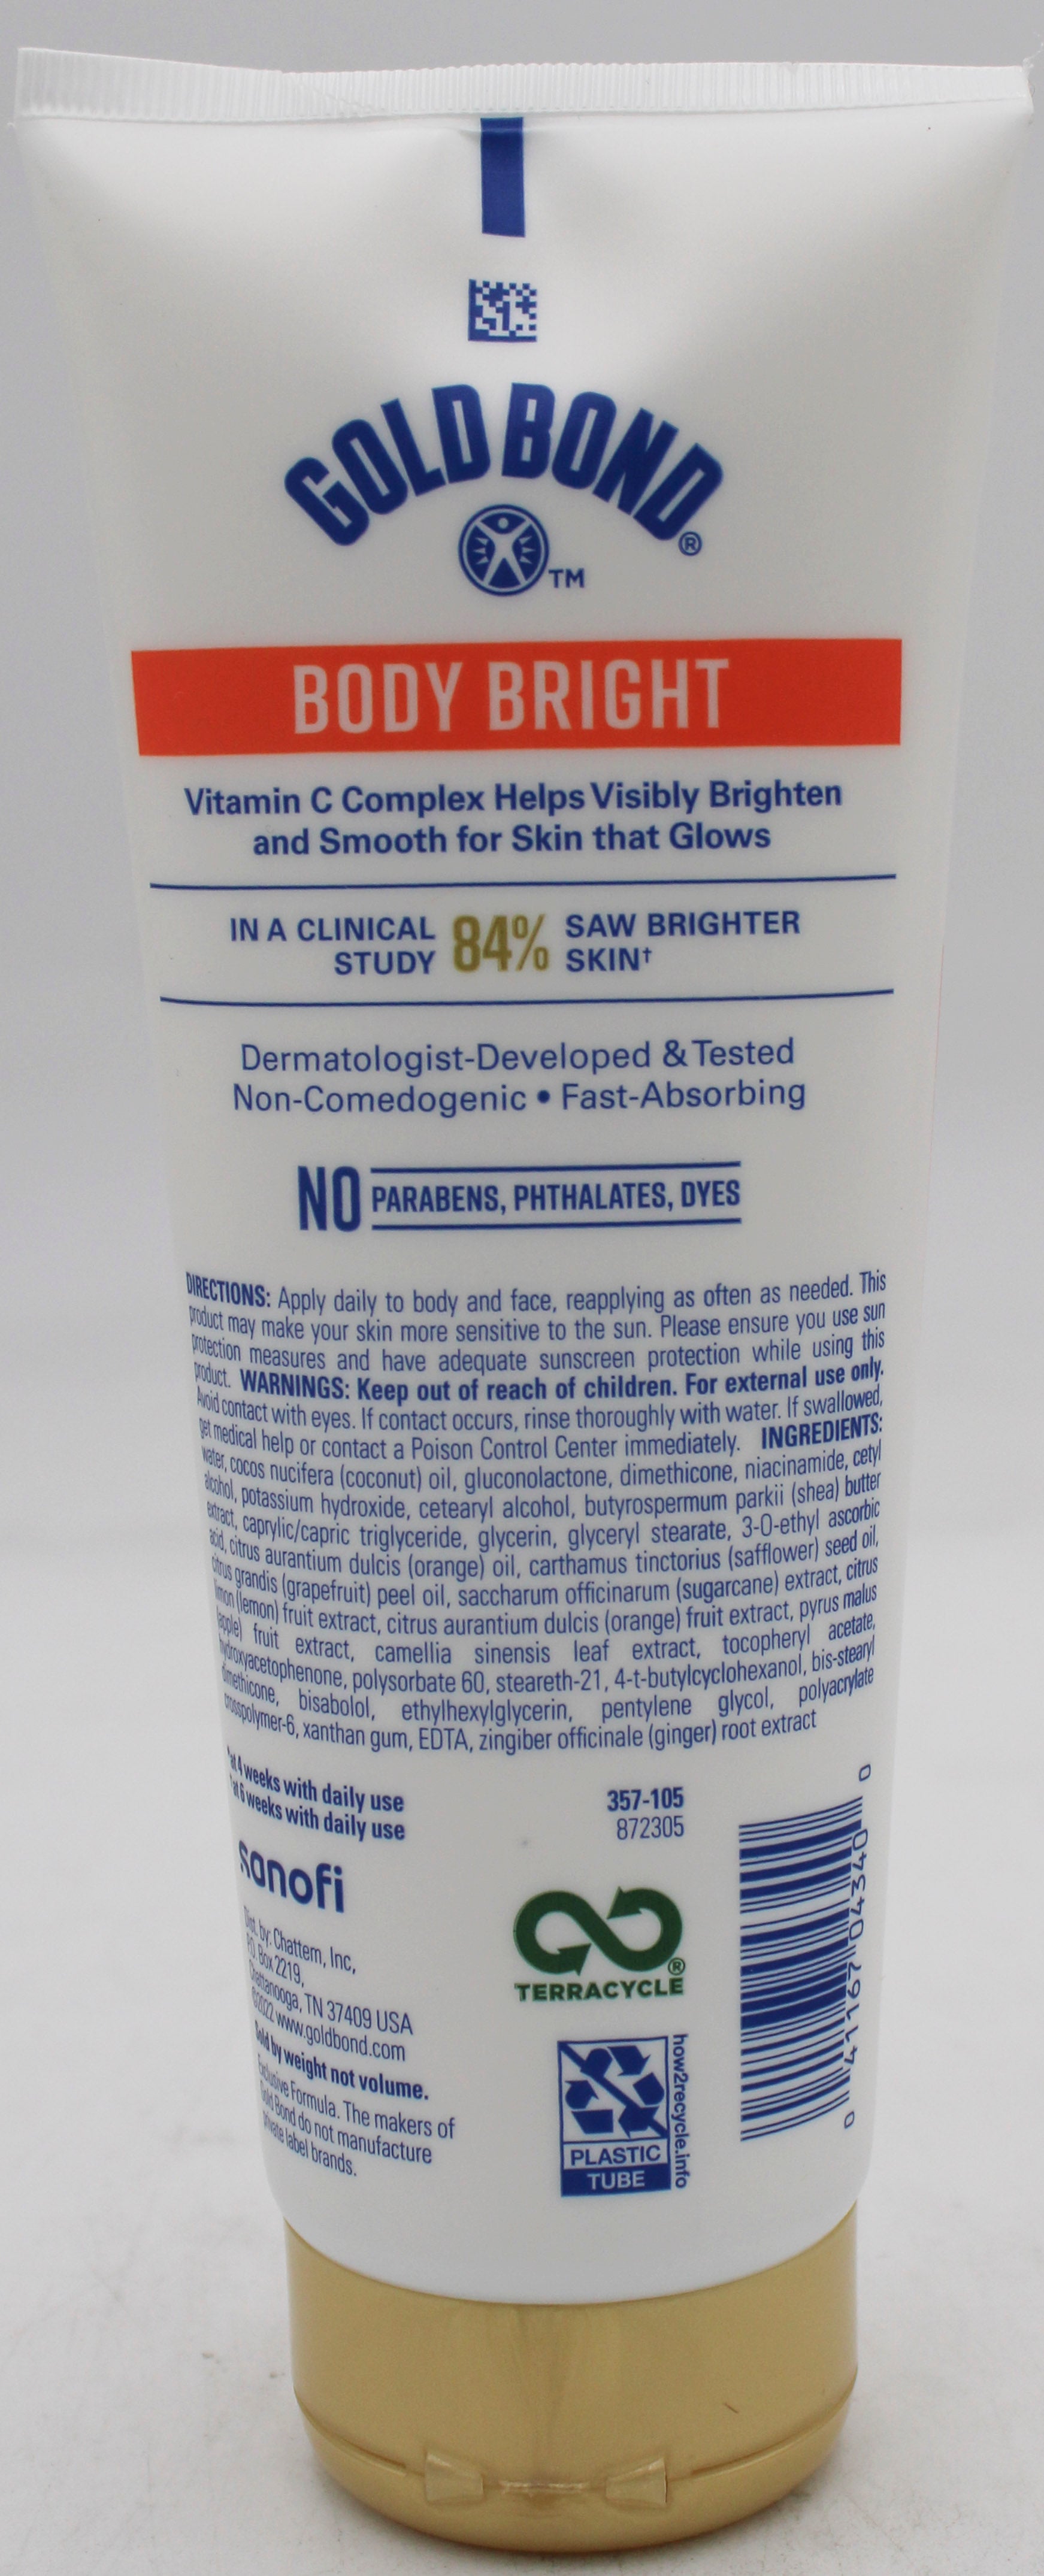 GOLD BOND®
TM
BODY BRIGHT
Vitamin C Complex Helps Visibly Brighten
and Smooth for Skin that Glows
IN A CLINICAL STUDY 84% SAW BRIGHTER SKIN†
Dermatologist-Developed & Tested
Non-Comedogenic • Fast-Absorbing
NO PARABENS, PHTHALATES, DYES
DIRECTIONS: Apply daily to body and face, reapplying as often as needed. This
product may make your skin more sensitive to the sun. Please ensure you use sun
protection measures and have adequate sunscreen protection while using this
product. WARNINGS: Keep out of reach of children. For external use only.
Avoid contact with eyes. If contact occurs, rinse thoroughly with water. If swallowed,
get medical help or contact a Poison Control Center immediately. INGREDIENTS:
water, cocos nucifera (coconut) oil, gluconolactone, dimethicone, niacinamide, cetyl
alcohol, potassium hydroxide, cetearyl alcohol, butyrospermum parkii (shea) butter
extract, caprylic/capric triglyceride, glycerin, glyceryl stearate, 3-O-ethyl ascorbic
acid, citrus aurantium dulcis (orange) oil, carthamus tinctorius (safflower) seed oil,
citrus grandis (grapefruit) peel oil, saccharum officinarum (sugarcane) extract, citrus
limon (lemon) fruit extract, citrus aurantium dulcis (orange) fruit extract, pyrus malus
(apple) fruit extract, camellia sinensis leaf extract, tocopheryl acetate,
hydroxyacetophenone, polysorbate 60, steareth-21, 4-t-butylcyclohexanol, bis-stearyl
dimethicone, bisabolol, ethylhexylglycerin, pentylene glycol, polyacrylate
crosspolymer-6, xanthan gum, EDTA, zingiber officinale (ginger) root extract
*at 4 weeks with daily use
†at 6 weeks with daily use
357-105
872305
sanofi
Dist. by: Chattem, Inc,
P.O. Box 2219,
Chattanooga, TN 37409 USA
©2022 www.goldbond.com
Sold by weight not volume.
Exclusive Formula. The makers of
Gold Bond do not manufacture
private label brands.
TERRACYCLE®
PLASTIC
TUBE
how2recycle.info
0 41167 04340 0